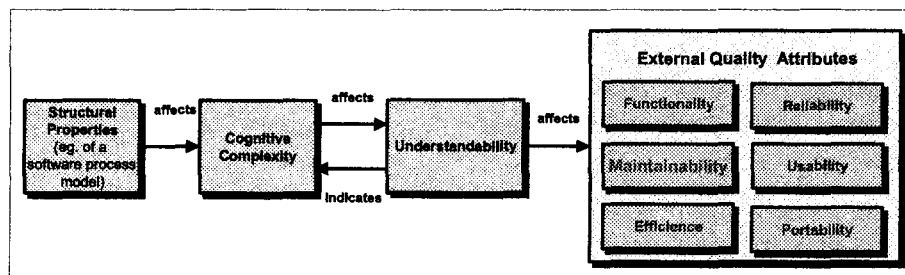 Structural
Properties
(eg. of a
software process
model)
affects
Cognitive
Complexity
affects
indicates
Understandability
affects
External Quality Attributes
Functionality
Reliability
Maintainability
Usability
Efficience
Portability